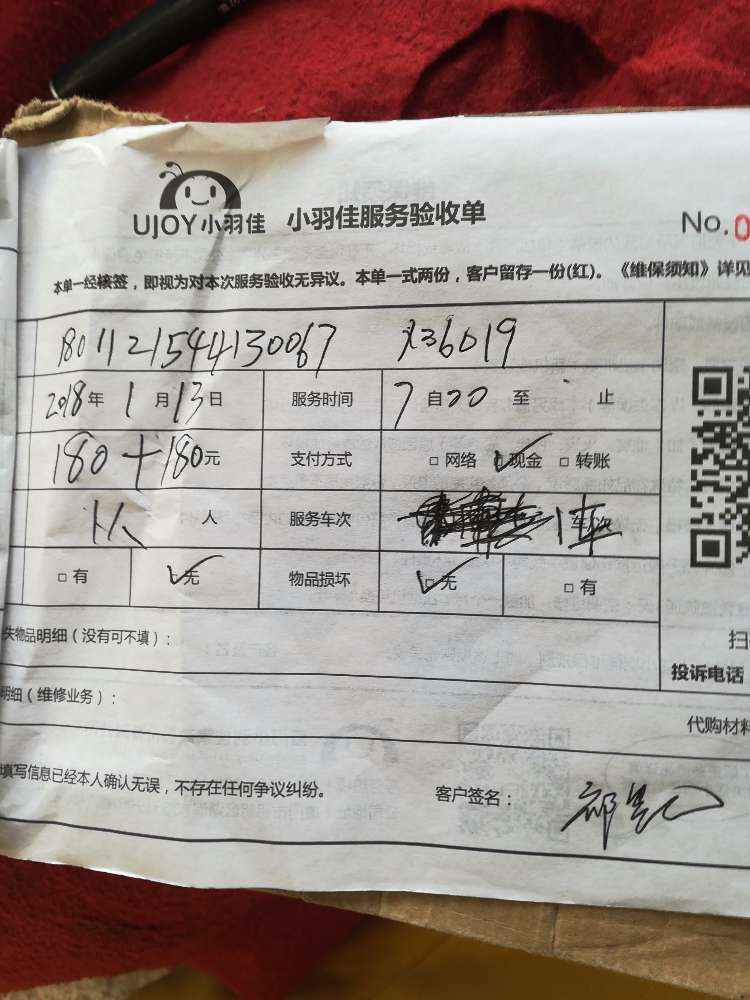 UJOY小羽佳 小羽佳服务验收单 No.0
本单一经核签，即视为对本次服务验收无异议。本单一式两份，客户留存一份(红)。《维保须知》详见
1801121544130067 36019
2018年1月13日 服务时间 7自00至 止
180+180元 支付方式 □网络 □现金 □转账
人 服务车次 1车
□有 □无 物品损坏 □无 □有
失物品明细（没有可不填）：
扫
投诉电话
明细（维修业务）：
代购材料
填写信息已经本人确认无误，不存在任何争议纠纷。 客户签名：